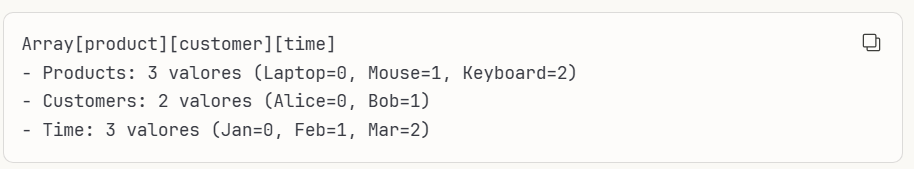 Array[product][customer][time]
- Products: 3 valores (Laptop=0, Mouse=1, Keyboard=2)
- Customers: 2 valores (Alice=0, Bob=1)
- Time: 3 valores (Jan=0, Feb=1, Mar=2)